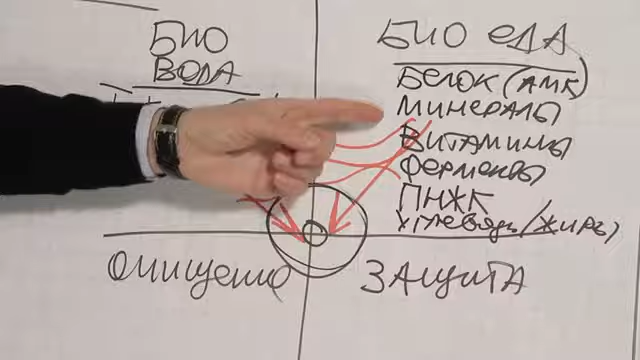 БИО
ВОДА
БИО ЕДА
БЕЛОК (АМК)
МИНЕРАЛЫ
ВИТАМИНЫ
ФЕРМЕНТЫ
ПНЖК
УГЛЕВОДЫ/ЖИРЫ)
ОЧИЩЕНИЕ
ЗАЩИТА